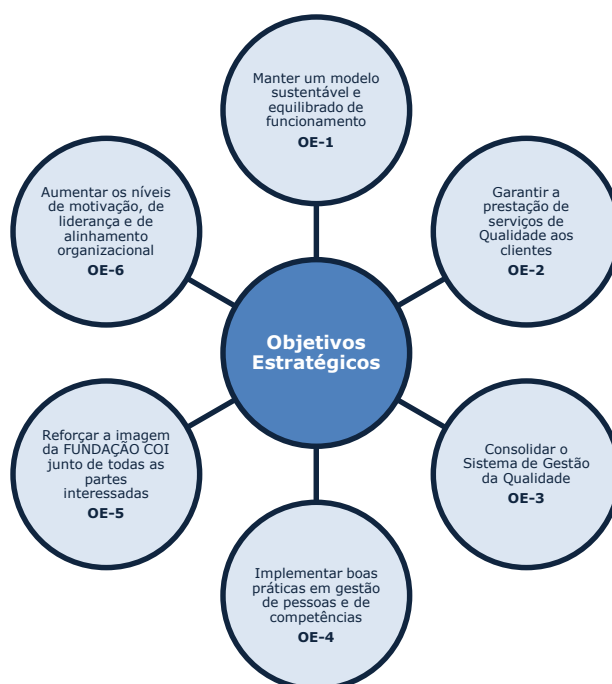 Manter um modelo
sustentável e
equilibrado de
funcionamento
OE-1
Garantir a
prestação de
serviços de
Qualidade aos
clientes
OE-2
Consolidar o
Sistema de Gestão
da Qualidade
OE-3
Implementar boas
práticas em gestão
de pessoas e de
competências
OE-4
Reforçar a imagem
da FUNDAÇÃO COI
junto de todas as
partes
interessadas
OE-5
Aumentar os níveis
de motivação, de
liderança e de
alinhamento
organizacional
OE-6
Objetivos
Estratégicos